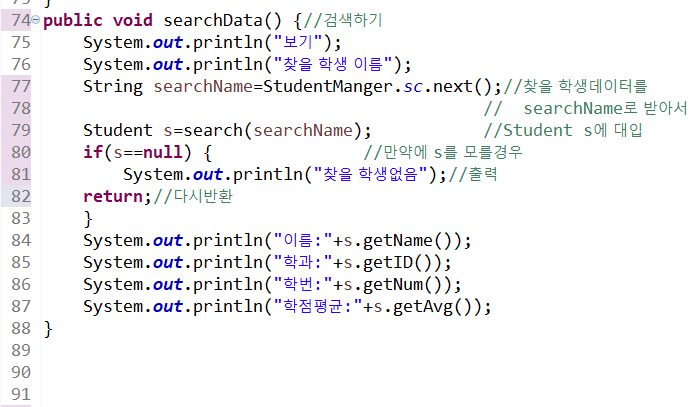 74 public void searchData() {//검색하기
75 System.out.println("보기");
76 System.out.println("찾을 학생 이름");
77 String searchName=StudentManger.sc.next();//찾을 학생데이터를
78 // searchName로 받아서
79 Student s=search(searchName); //Student s에 대입
80 if(s==null) { //만약에 s를 모를경우
81 System.out.println("찾을 학생없음");//출력
82 return;//다시반환
83 }
84 System.out.println("이름:"+s.getName());
85 System.out.println("학과:"+s.getID());
86 System.out.println("학번:"+s.getNum());
87 System.out.println("학점평균:"+s.getAvg());
88 }
89
90
91